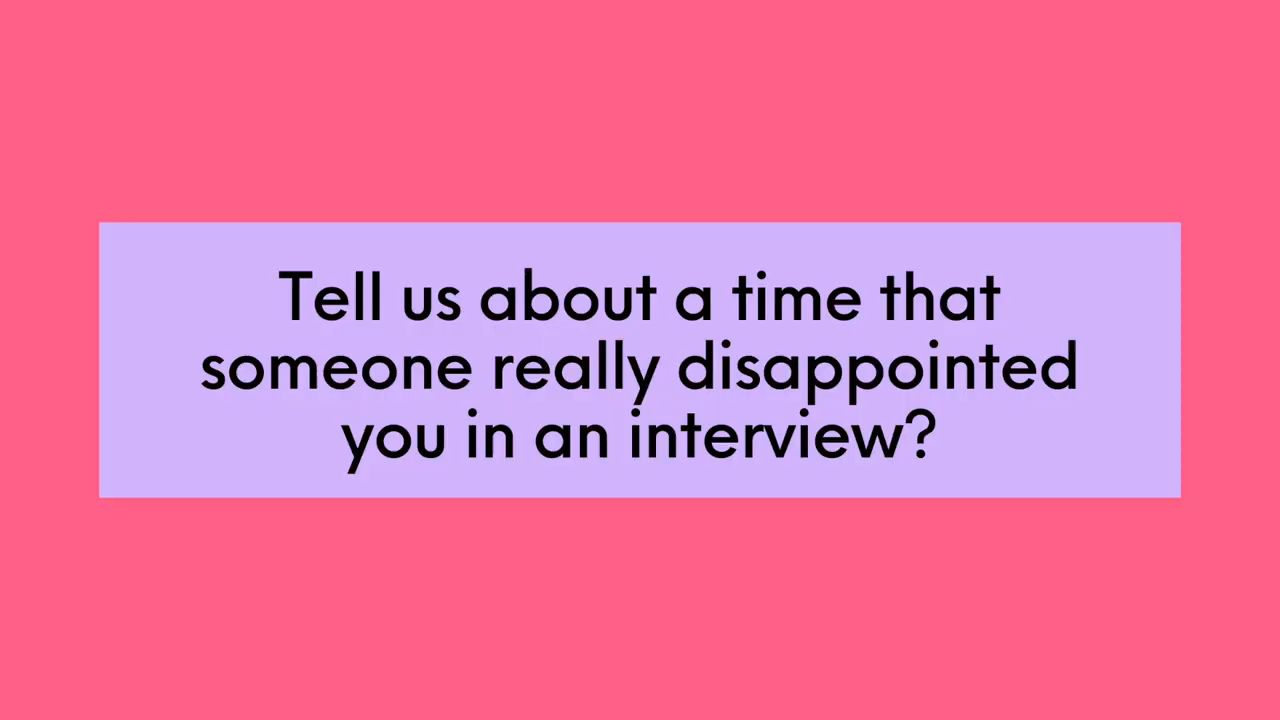 Tell us about a time that
someone really disappointed
you in an interview?